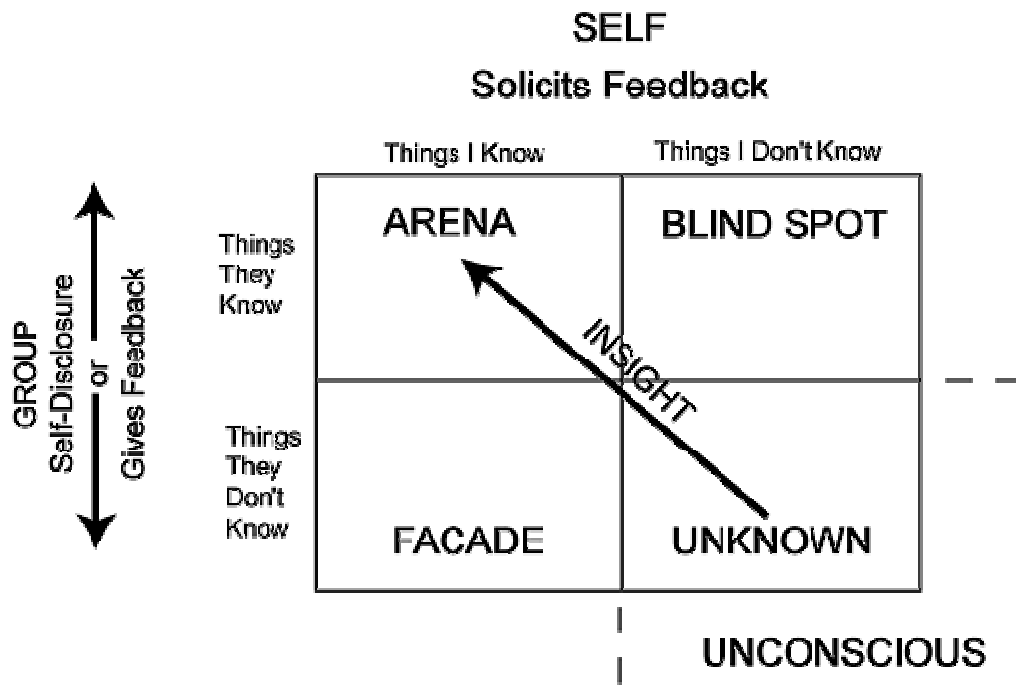 SELF
Solicits Feedback
Things I Know
Things I Don't Know
GROUP
Self-Disclosure
or
Gives Feedback
Things
They
Know
ARENA
BLIND SPOT
INSIGHT
Things
They
Don't
Know
FACADE
UNKNOWN
UNCONSCIOUS